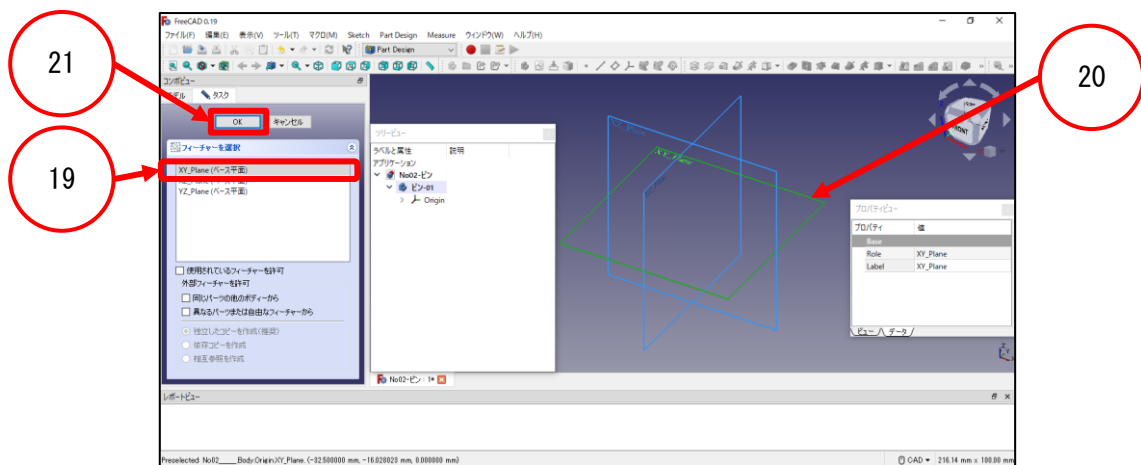 FreeCAD 0.19
ファイル(F) 編集(E) 表示(V) ツール(T) マクロ(M) Sketch Part Design Measure ウィンドウ(W) ヘルプ(H)
Part Design
21
20
19
コンボビュー
モデル タスク
OK キャンセル
フィーチャーを選択
XY_Plane (ベース平面)
YZ_Plane (ベース平面)
使用されているフィーチャーを許可
外部フィーチャーを許可
同じパーツの他のボディーから
異なるパーツまたは自由なフィーチャーから
独立したコピーを作成(推奨)
依存コピーを作成
相互参照を作成
ツリービュー
ラベルと属性 説明
アプリケーション
No02-ピン
ピン-01
Origin
XY_Plane
FRONT
プロパティビュー
プロパティ 値
Base
Role XY_Plane
Label XY_Plane
ビュー データ
No02-ピン : 1*
レポートビュー
Preselected: No02____Body.Origin.XY_Plane. (-32.500000 mm, -16.028023 mm, 0.000000 mm)
CAD 216.14 mm x 100.00 mm